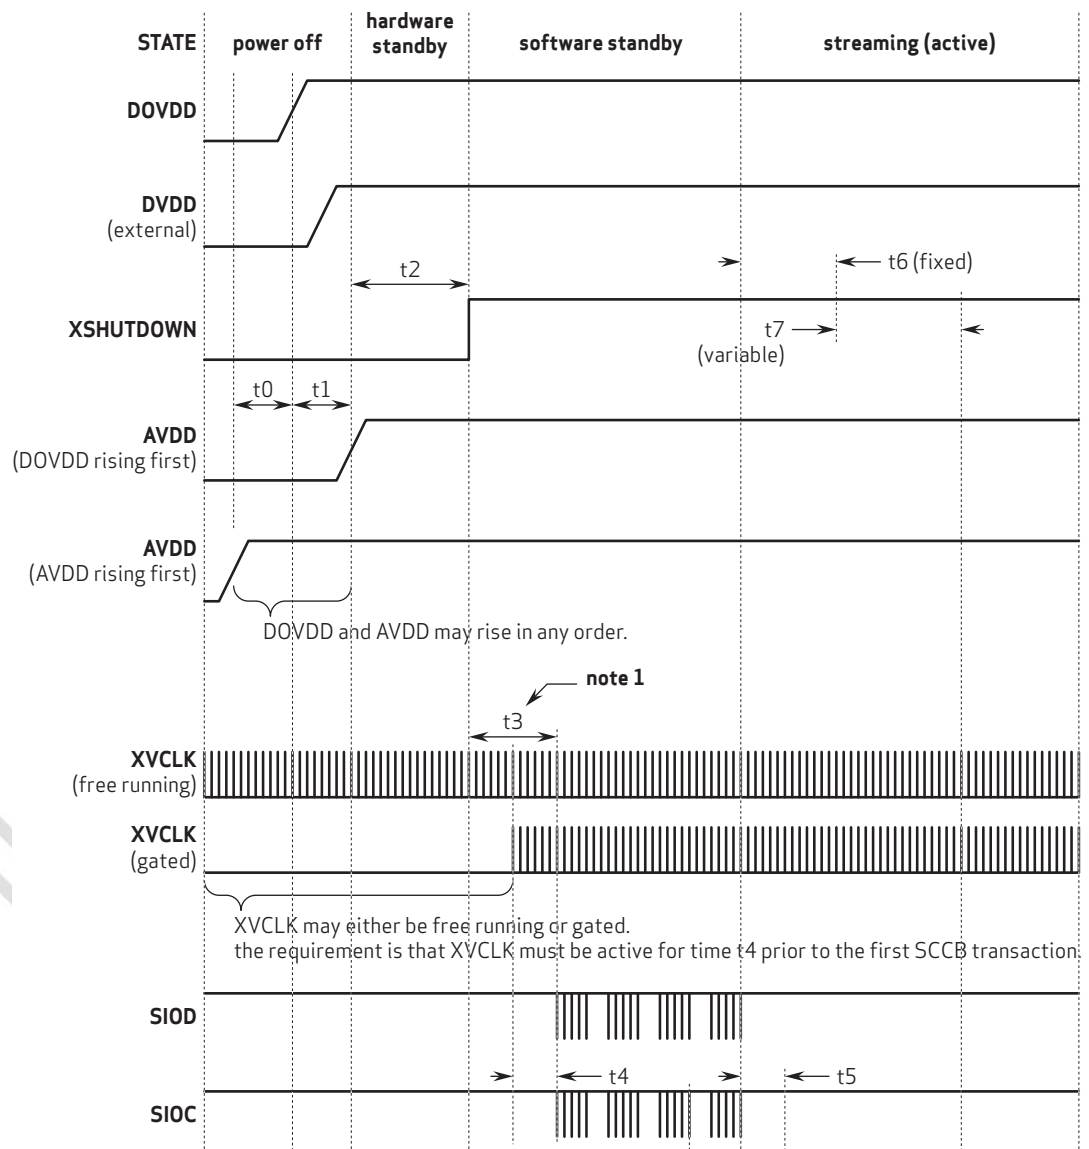 STATE
power off
hardware
standby
software standby
streaming (active)
DOVDD
DVDD
(external)
t6 (fixed)
t2
XSHUTDOWN
t7
(variable)
t0
t1
AVDD
(DOVDD rising first)
AVDD
(AVDD rising first)
DOVDD and AVDD may rise in any order.
note 1
t3
XVCLK
(free running)
XVCLK
(gated)
XVCLK may either be free running or gated.
the requirement is that XVCLK must be active for time t4 prior to the first SCCB transaction.
SIOD
t4
t5
SIOC